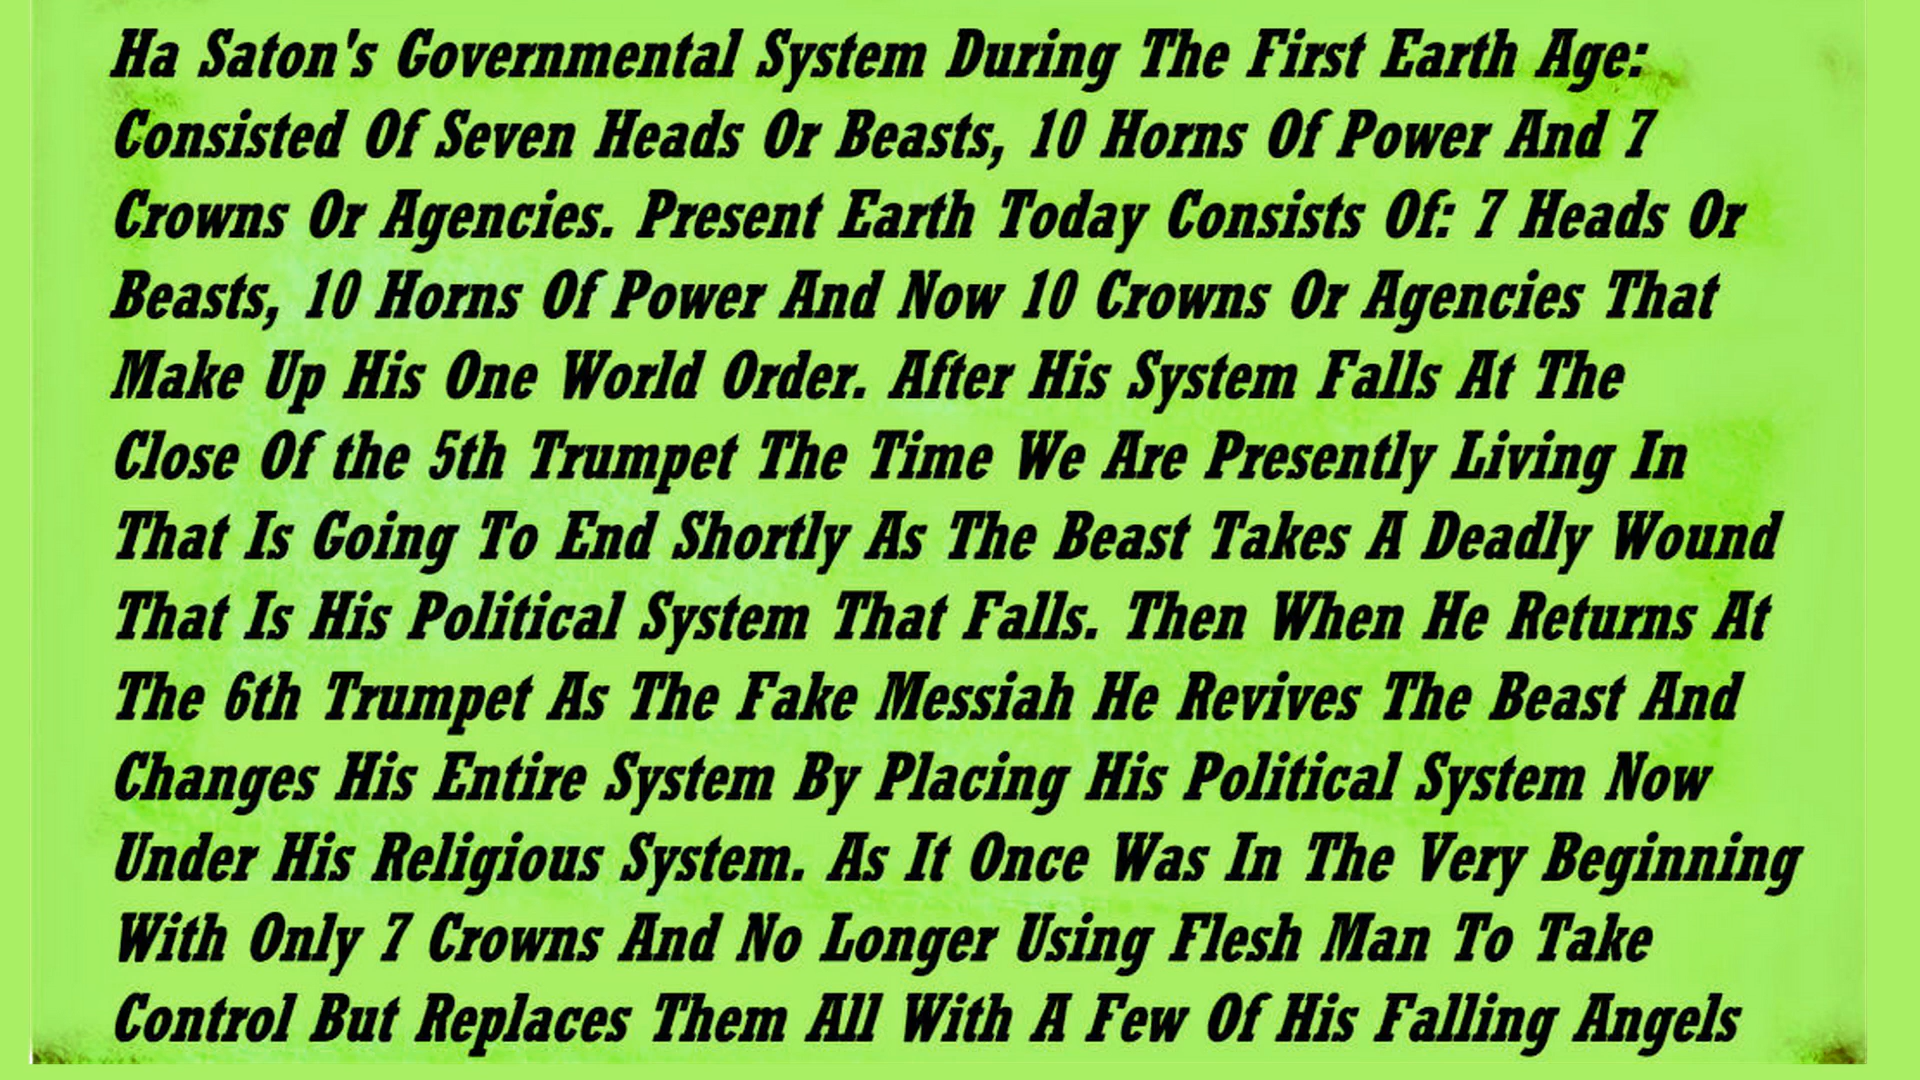 Ha Saton's Governmental System During The First Earth Age:
Consisted Of Seven Heads Or Beasts, 10 Horns Of Power And 7
Crowns Or Agencies. Present Earth Today Consists Of: 7 Heads Or
Beasts, 10 Horns Of Power And Now 10 Crowns Or Agencies That
Make Up His One World Order. After His System Falls At The
Close Of the 5th Trumpet The Time We Are Presently Living In
That Is Going To End Shortly As The Beast Takes A Deadly Wound
That Is His Political System That Falls. Then When He Returns At
The 6th Trumpet As The Fake Messiah He Revives The Beast And
Changes His Entire System By Placing His Political System Now
Under His Religious System. As It Once Was In The Very Beginning
With Only 7 Crowns And No Longer Using Flesh Man To Take
Control But Replaces Them All With A Few Of His Falling Angels